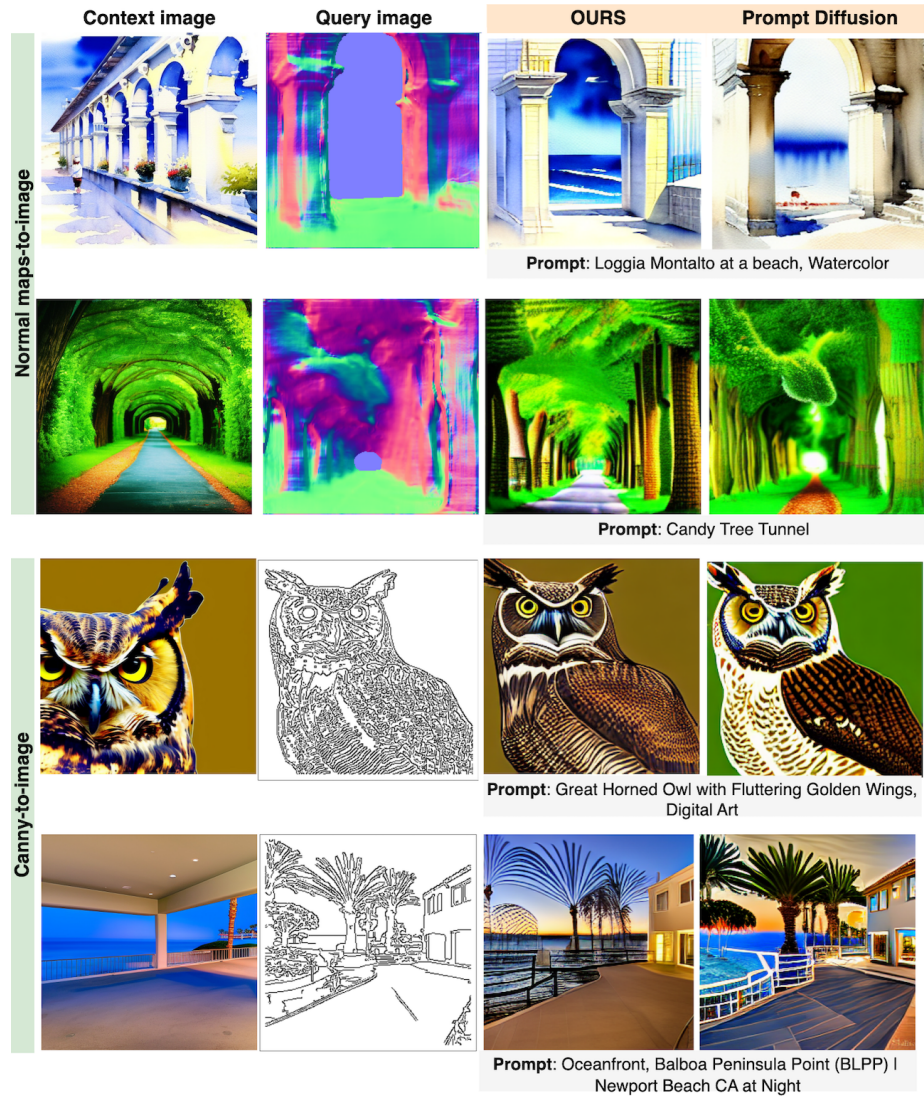 Context image
Query image
OURS
Prompt Diffusion
Normal maps-to-image
Prompt: Loggia Montalto at a beach, Watercolor
Prompt: Candy Tree Tunnel
Canny-to-image
Prompt: Great Horned Owl with Fluttering Golden Wings,
Digital Art
Prompt: Oceanfront, Balboa Peninsula Point (BLPP) |
Newport Beach CA at Night